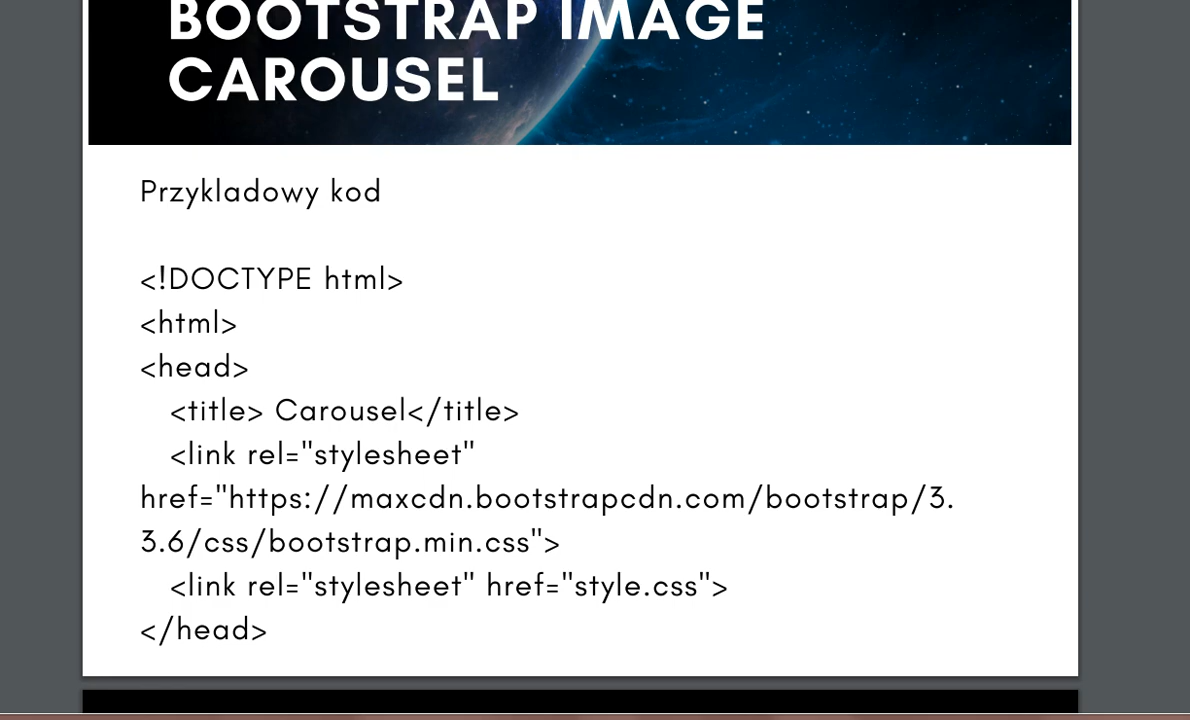 BOOTSTRAP IMAGE
CAROUSEL
Przykladowy kod
<!DOCTYPE html>
<html>
<head>
<title> Carousel</title>
<link rel="stylesheet"
href="https://maxcdn.bootstrapcdn.com/bootstrap/3.
3.6/css/bootstrap.min.css">
<link rel="stylesheet" href="style.css">
</head>